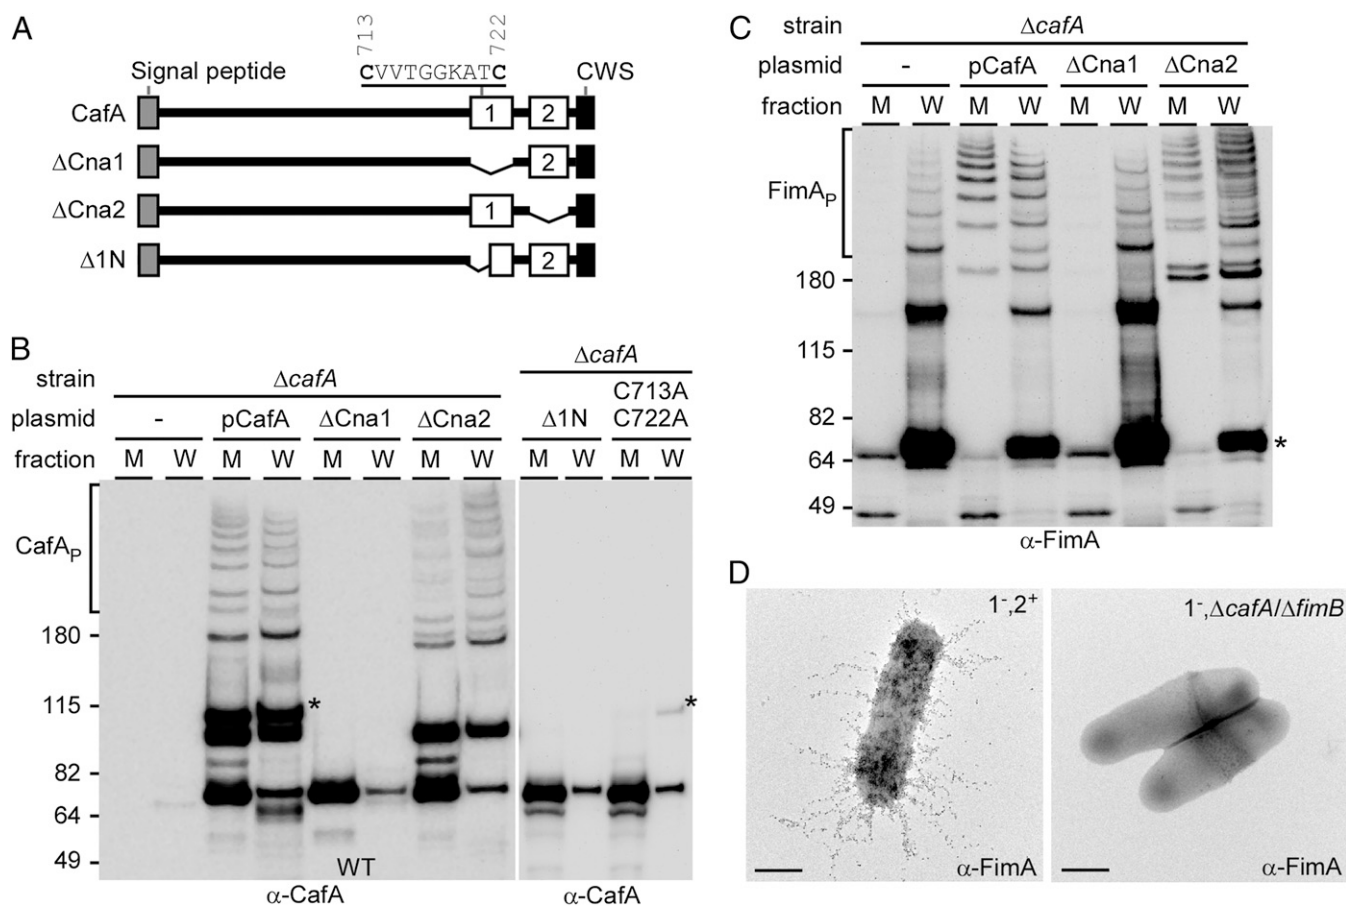 A
713
722
CVVTGGKATC
Signal peptide
CWS
CafA
1
2
ΔCna1
2
ΔCna2
1
Δ1N
2
B
strain
ΔcafA
ΔcafA
plasmid
-
pCafA
ΔCna1
ΔCna2
Δ1N
C713A
C722A
fraction
M W M W M W M W M W M W
CafAP
180
115
82
64
49
*
*
WT
α-CafA
α-CafA
C
strain
ΔcafA
plasmid
-
pCafA
ΔCna1
ΔCna2
fraction
M W M W M W M W
FimAP
180
115
82
64
49
*
α-FimA
D
1-,2+
α-FimA
1-,ΔcafA/ΔfimB
α-FimA